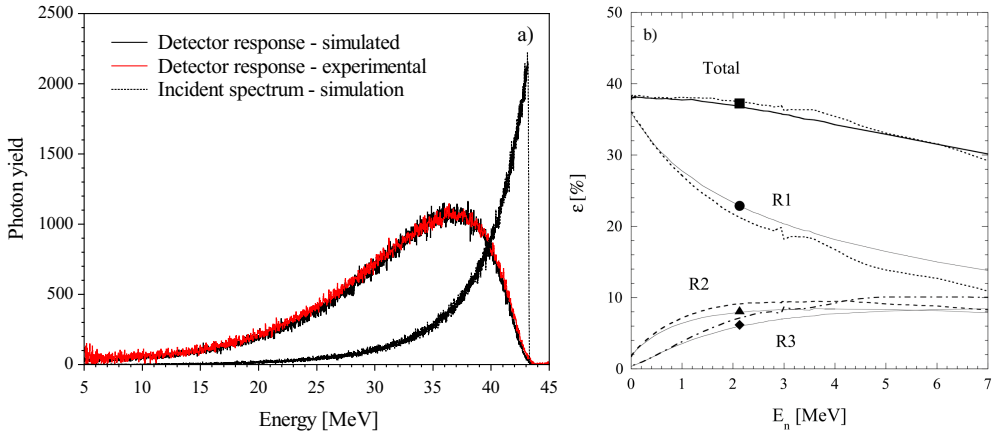 2500
2000
1500
1000
500
0
Photon yield
a)
Detector response - simulated
Detector response - experimental
Incident spectrum - simulation
5 10 15 20 25 30 35 40 45
Energy [MeV]
50
40
30
20
10
0
ε [%]
b)
Total
R1
R2
R3
0 1 2 3 4 5 6 7
E_n [MeV]